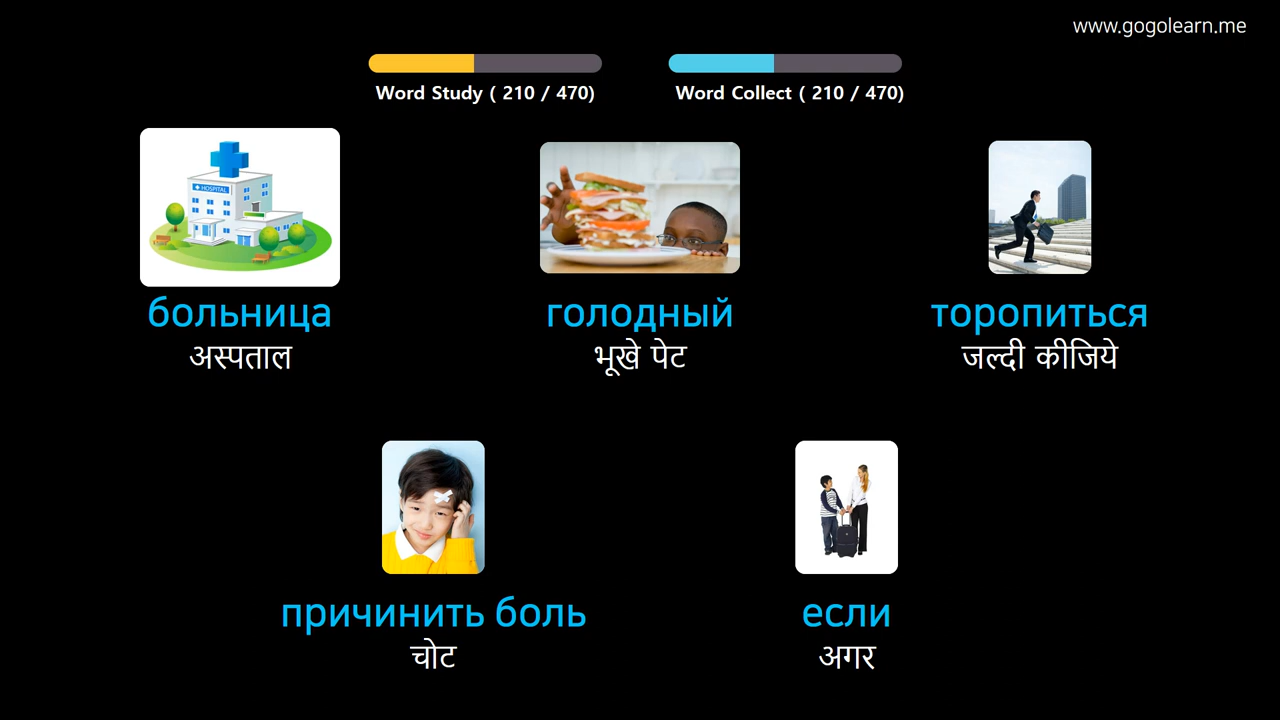 www.gogolearn.me
Word Study ( 210 / 470)
Word Collect ( 210 / 470)
HOSPITAL
больница
अस्पताल
голодный
भूखे पेट
торопиться
जल्दी कीजिये
причинить боль
चोट
если
अगर